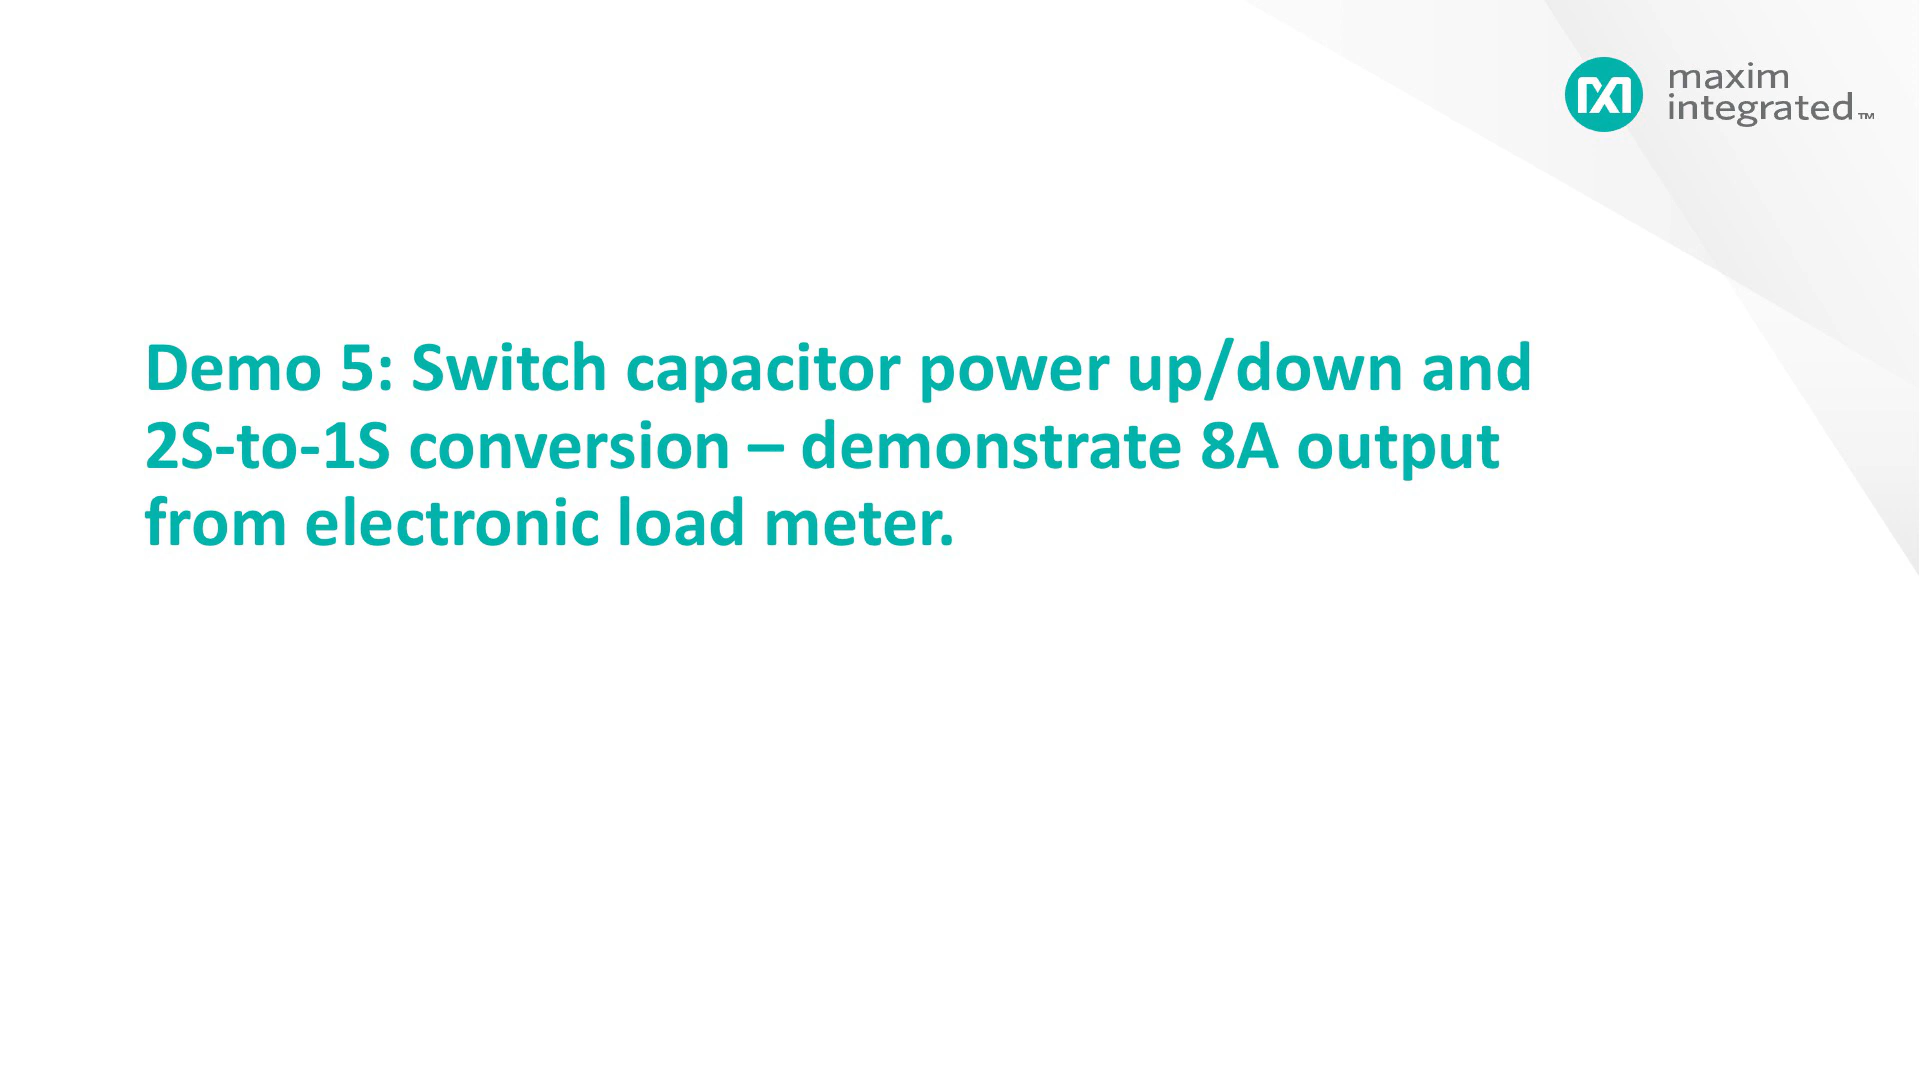 maxim
integrated™
Demo 5: Switch capacitor power up/down and
2S-to-1S conversion – demonstrate 8A output
from electronic load meter.